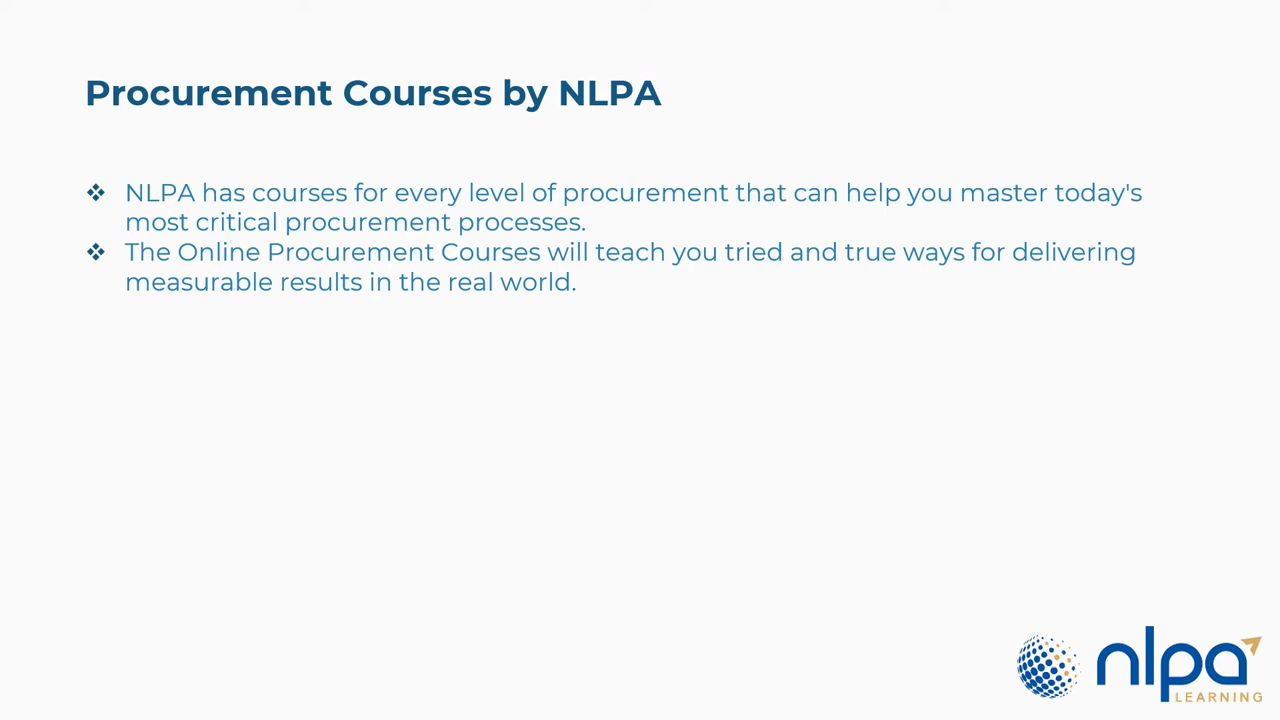 Procurement Courses by NLPA
❖ NLPA has courses for every level of procurement that can help you master today's
most critical procurement processes.
❖ The Online Procurement Courses will teach you tried and true ways for delivering
measurable results in the real world.
nlpa
LEARNING